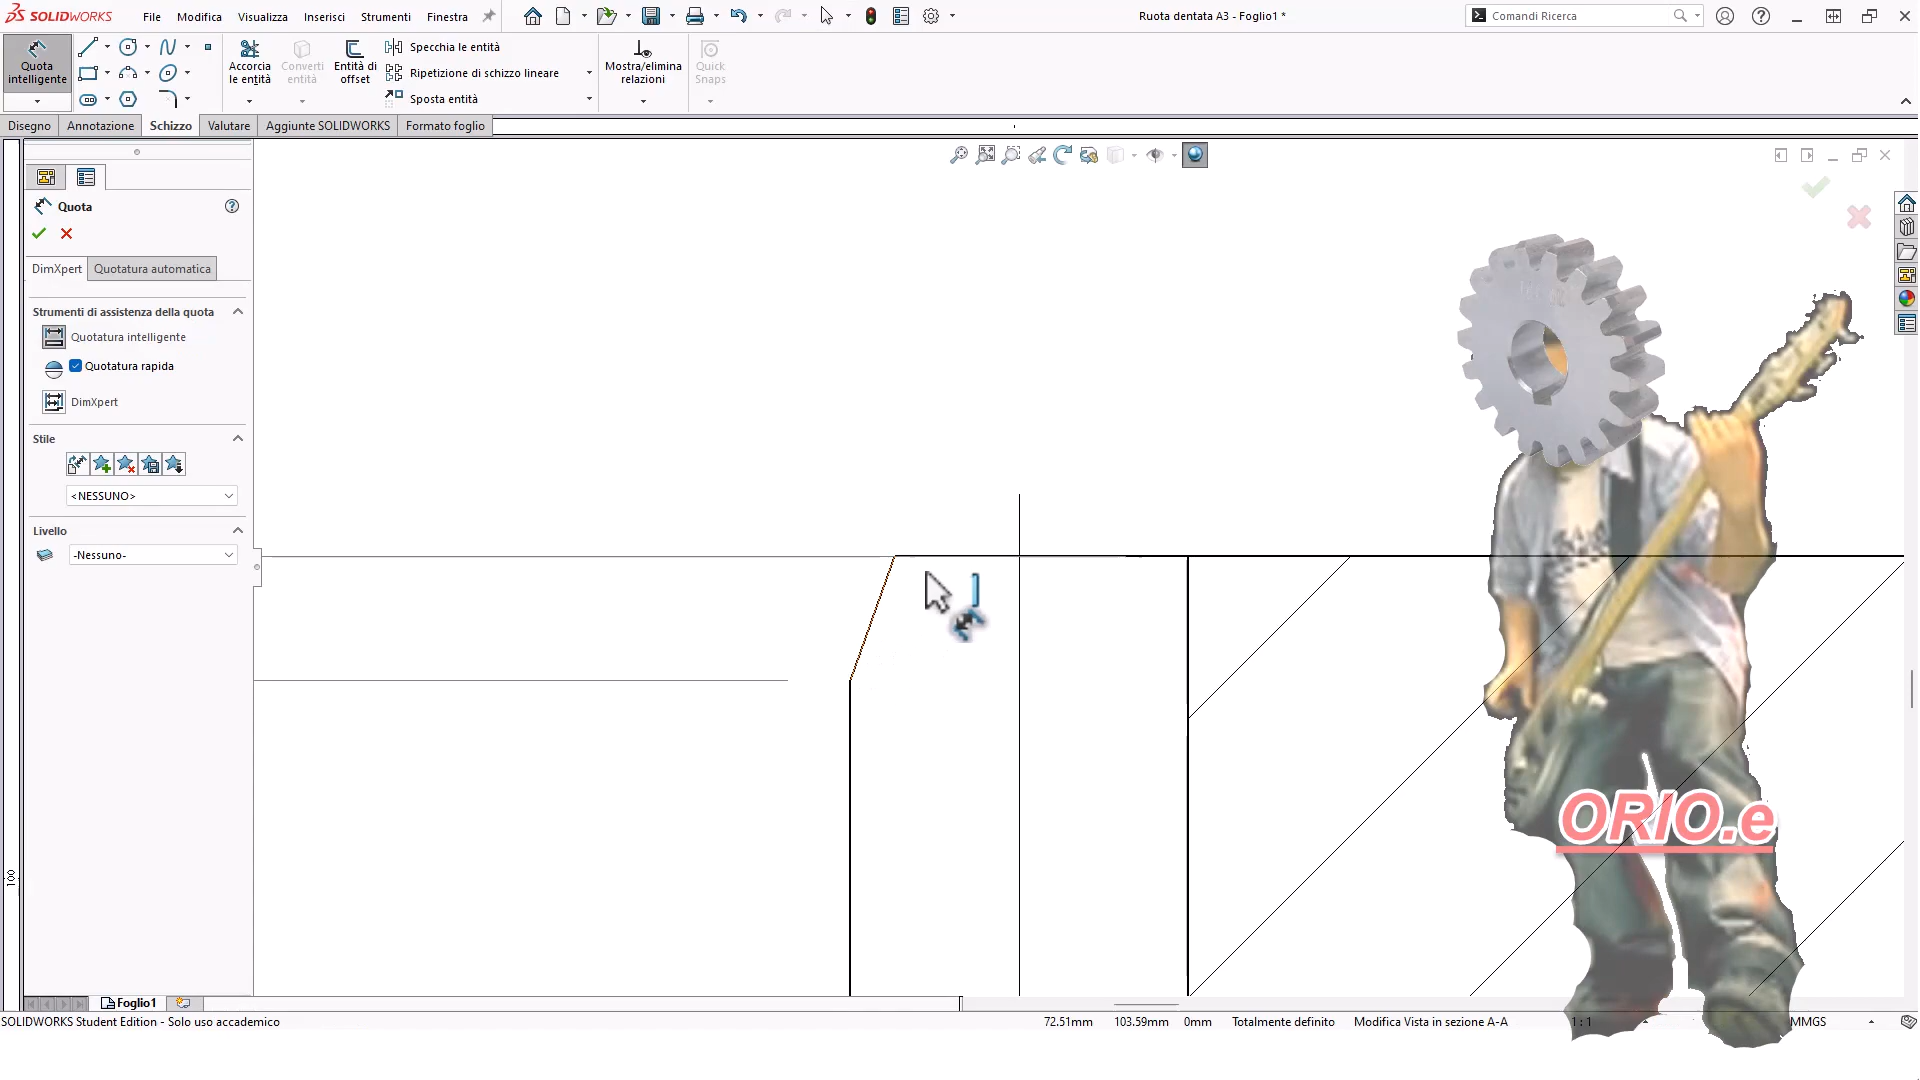 SOLIDWORKS
File Modifica Visualizza Inserisci Strumenti Finestra
Ruota dentata A3 - Foglio1 *
Comandi Ricerca
Quota intelligente
Accorcia le entità
Converti entità
Entità di offset
Specchia le entità
Ripetizione di schizzo lineare
Sposta entità
Mostra/elimina relazioni
Quick Snaps
Disegno Annotazione Schizzo Valutare Aggiunte SOLIDWORKS Formato foglio
Quota
DimXpert Quotatura automatica
Strumenti di assistenza della quota
Quotatura intelligente
Quotatura rapida
DimXpert
Stile
<NESSUNO>
Livello
-Nessuno-
100
ORIO.e
Foglio1
SOLIDWORKS Student Edition - Solo uso accademico
72.51mm 103.59mm 0mm Totalmente definito Modifica Vista in sezione A-A 1:1 MMGS